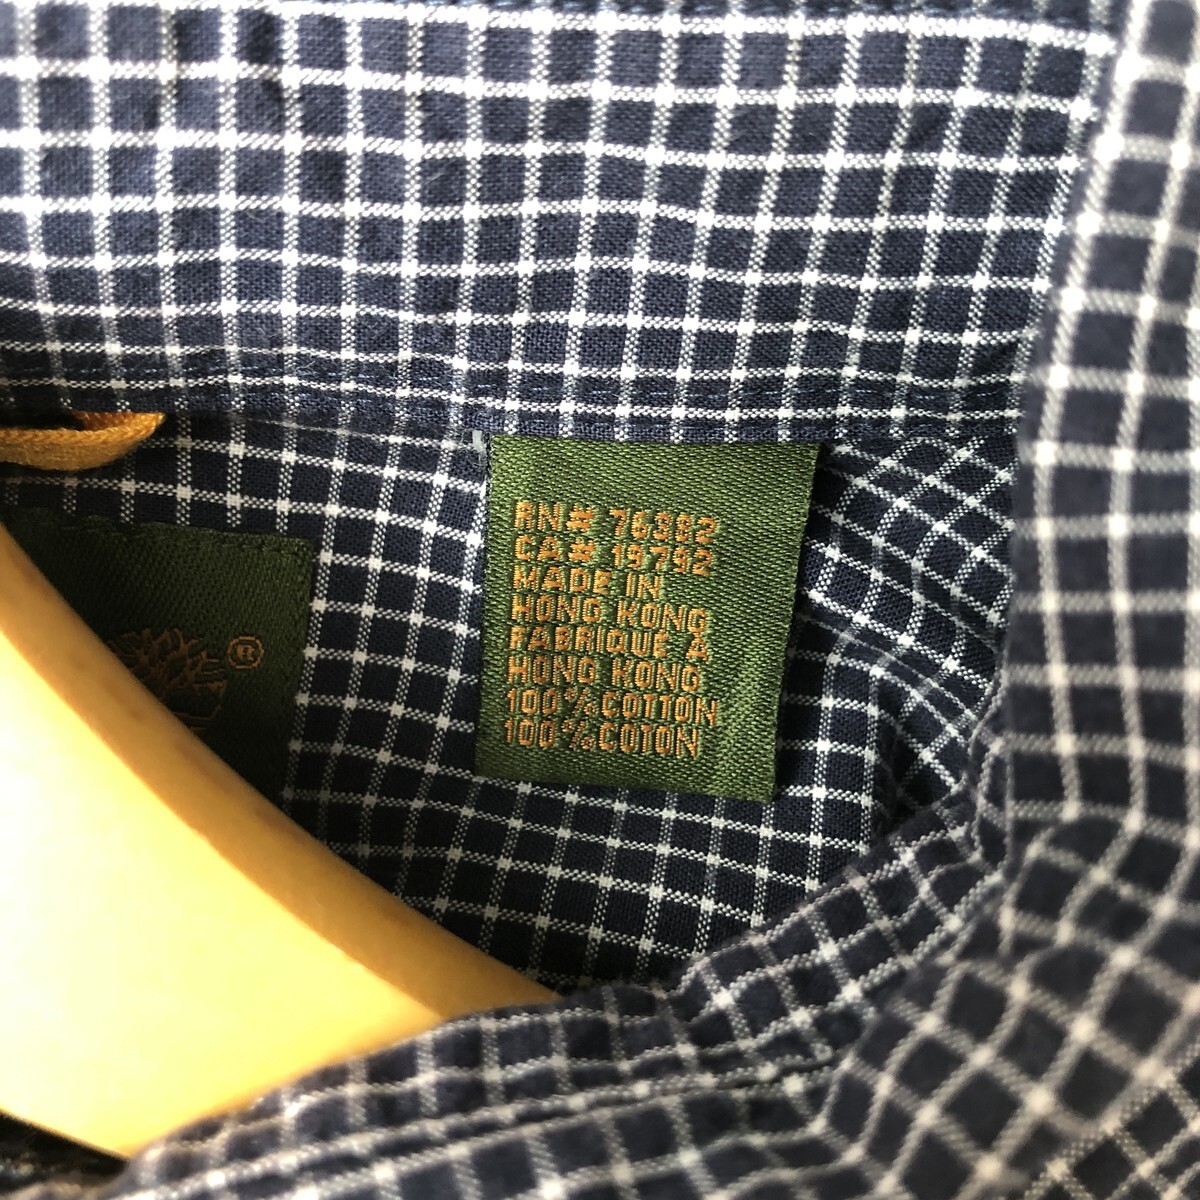 RN# 76382
CA# 19792
MADE IN
HONG KONG
FABRIQUÉ À
HONG KONG
100% COTTON
100% COTON
®